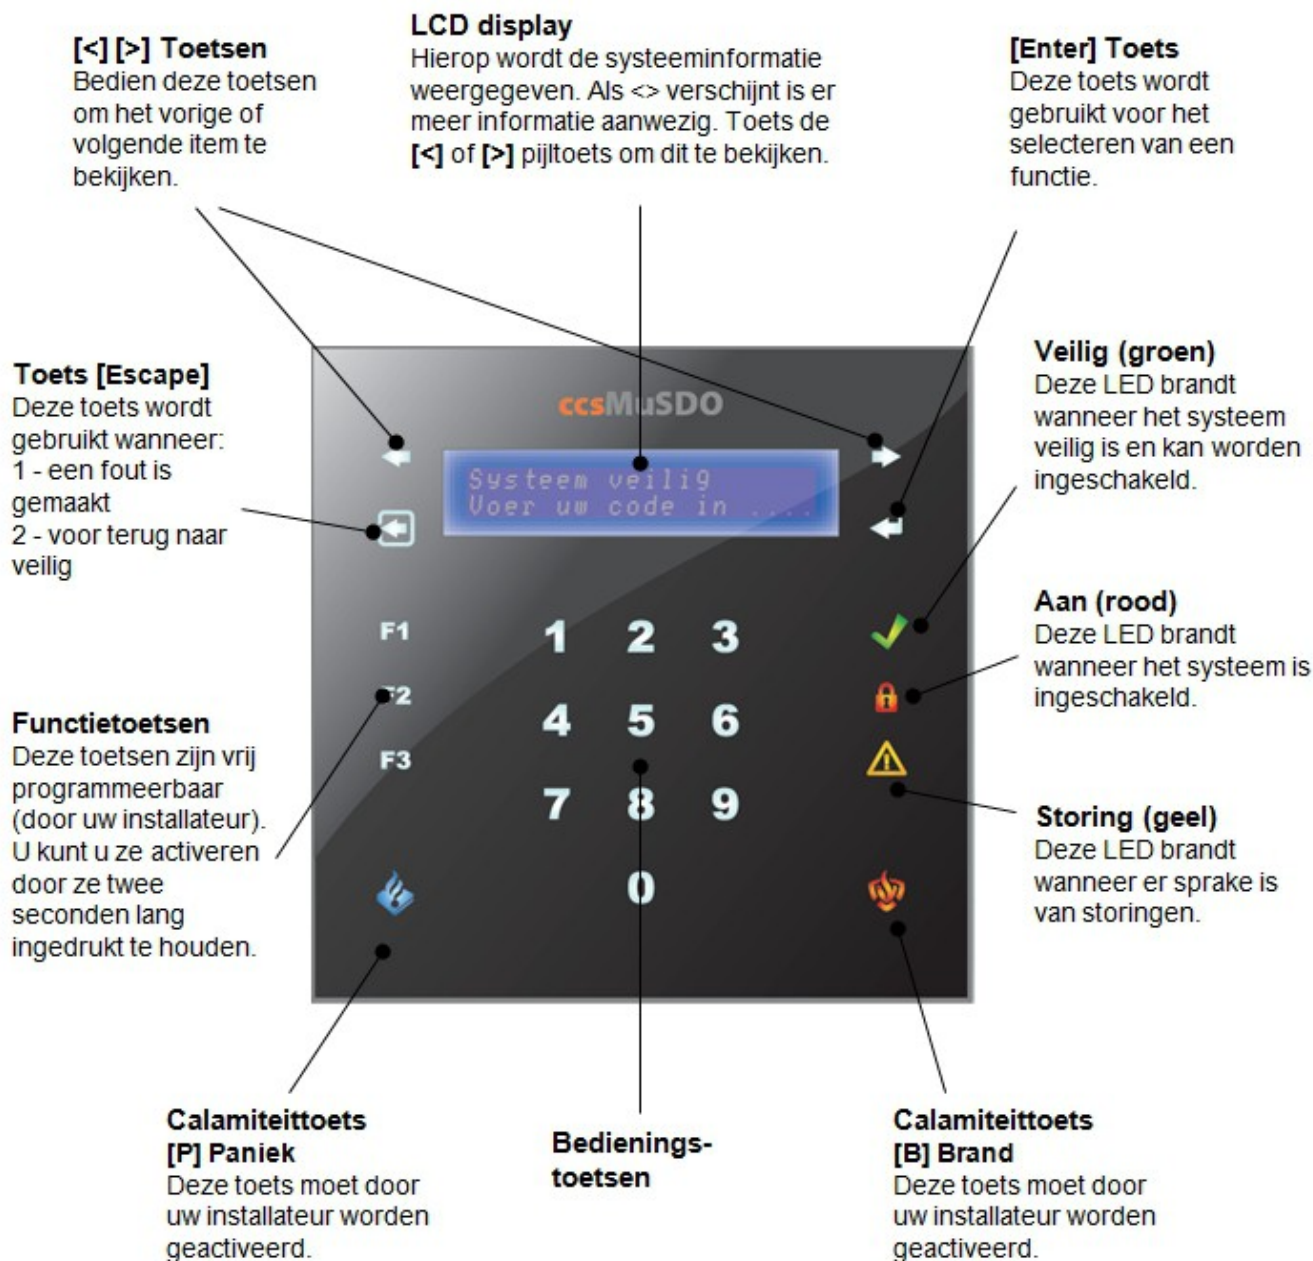 [<] [>] Toetsen
Bedien deze toetsen
om het vorige of
volgende item te
bekijken.
LCD display
Hierop wordt de systeeminformatie
weergegeven. Als <> verschijnt is er
meer informatie aanwezig. Toets de
[<] of [>] pijltoets om dit te bekijken.
[Enter] Toets
Deze toets wordt
gebruikt voor het
selecteren van een
functie.
Toets [Escape]
Deze toets wordt
gebruikt wanneer:
1 - een fout is
gemaakt
2 - voor terug naar
veilig
Functietoetsen
Deze toetsen zijn vrij
programmeerbaar
(door uw installateur).
U kunt u ze activeren
door ze twee
seconden lang
ingedrukt te houden.
ccsMuSDO
Systeem veilig
Voer uw code in ....
F1
F2
F3
1 2 3
4 5 6
7 8 9
0
Veilig (groen)
Deze LED brandt
wanneer het systeem
veilig is en kan worden
ingeschakeld.
Aan (rood)
Deze LED brandt
wanneer het systeem is
ingeschakeld.
Storing (geel)
Deze LED brandt
wanneer er sprake is
van storingen.
Calamiteittoets
[P] Paniek
Deze toets moet door
uw installateur worden
geactiveerd.
Bedienings-
toetsen
Calamiteittoets
[B] Brand
Deze toets moet door
uw installateur worden
geactiveerd.